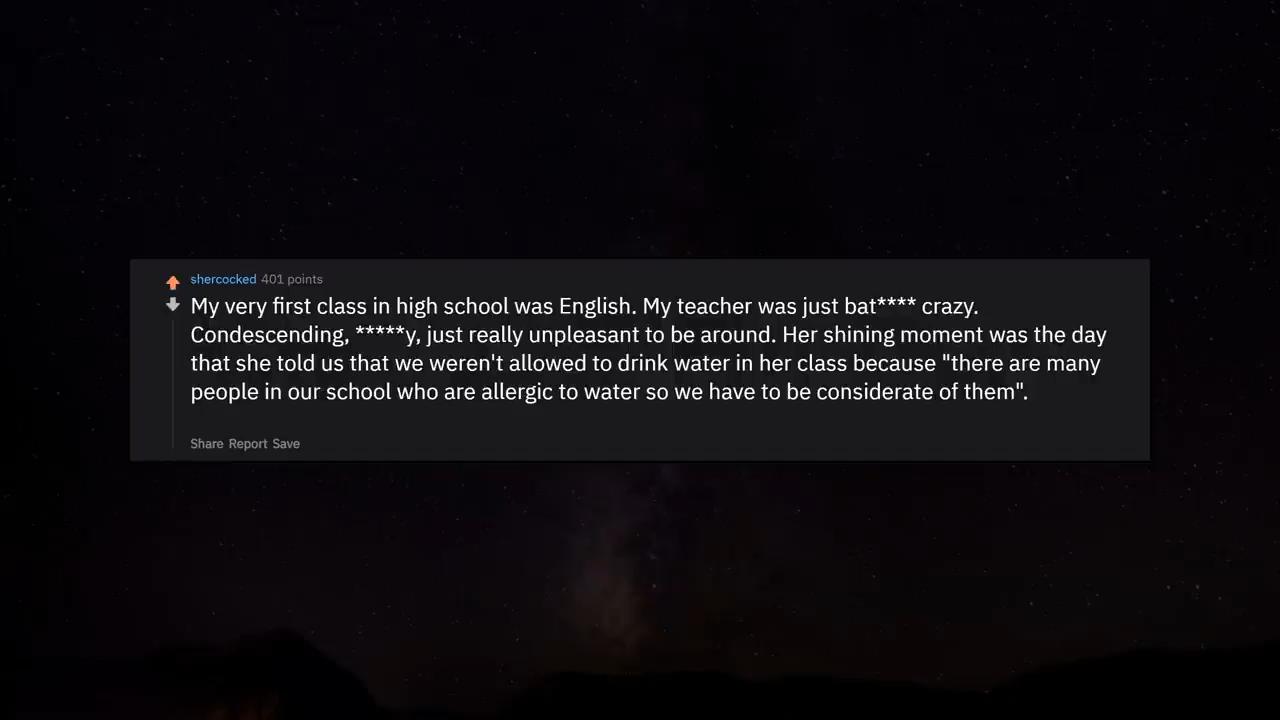 shercocked 401 points
My very first class in high school was English. My teacher was just bat**** crazy.
Condescending, *****y, just really unpleasant to be around. Her shining moment was the day
that she told us that we weren't allowed to drink water in her class because "there are many
people in our school who are allergic to water so we have to be considerate of them".
Share Report Save